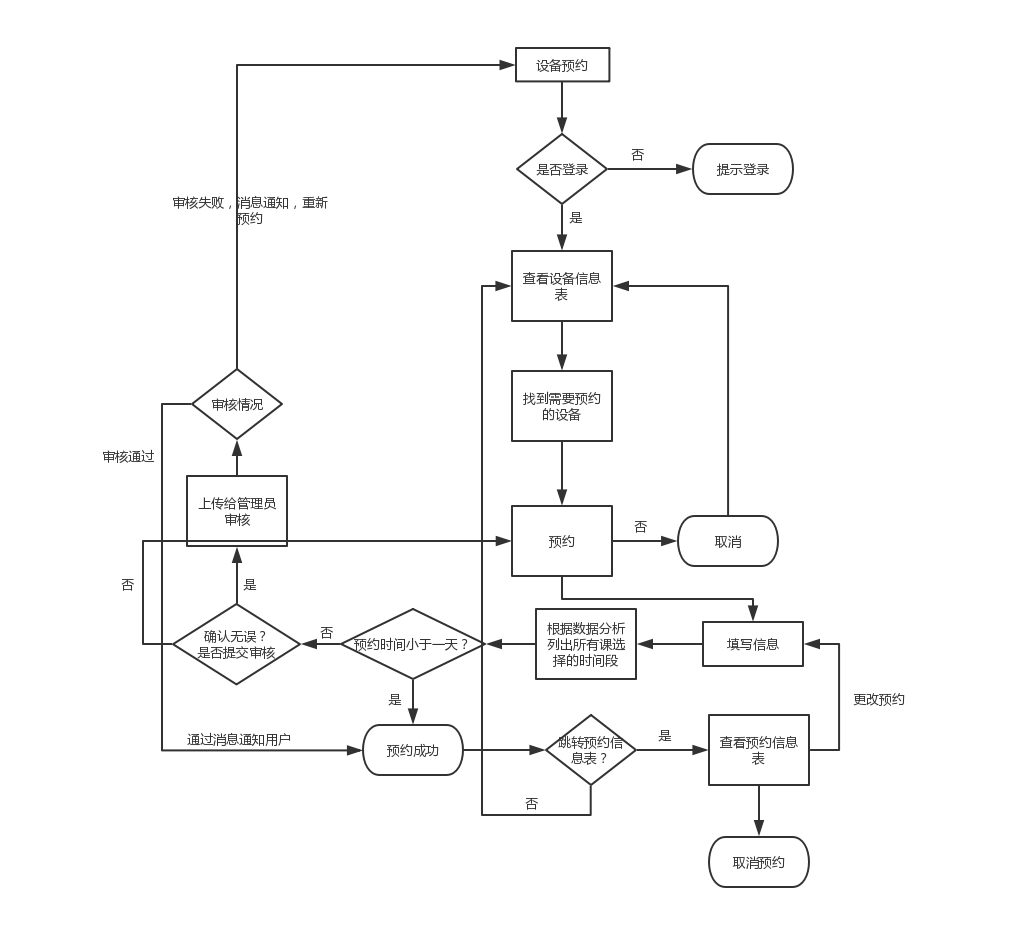 设备预约
是否登录
否
提示登录
是
审核失败，消息通知，重新
预约
查看设备信息
表
找到需要预约
的设备
审核情况
审核通过
上传给管理员
审核
预约
否
取消
否
是
确认无误？
是否提交审核
否
预约时间小于一天？
根据数据分析
列出所有课选
择的时间段
填写信息
是
更改预约
通过消息通知用户
预约成功
跳转预约信
息表？
是
查看预约信息
表
否
取消预约